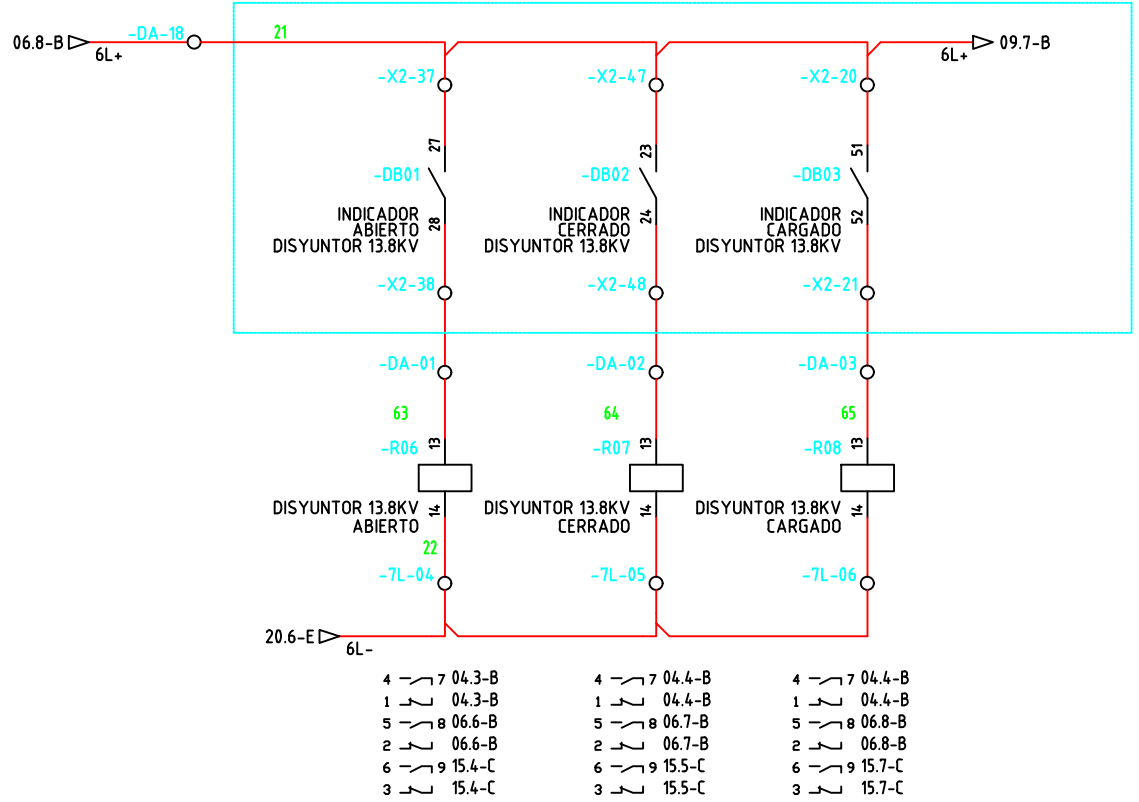 -DA-18
21
06.8-B
6L+
6L+
09.7-B
-X2-37
-X2-47
-X2-20
27
23
51
-DB01
-DB02
-DB03
28
24
52
INDICADOR
ABIERTO
DISYUNTOR 13.8KV
INDICADOR
CERRADO
DISYUNTOR 13.8KV
INDICADOR
CARGADO
DISYUNTOR 13.8KV
-X2-38
-X2-48
-X2-21
-DA-01
-DA-02
-DA-03
63
64
65
-R06
13
-R07
13
-R08
13
DISYUNTOR 13.8KV
ABIERTO
14
DISYUNTOR 13.8KV
CERRADO
14
DISYUNTOR 13.8KV
CARGADO
14
22
-7L-04
-7L-05
-7L-06
20.6-E
6L-
4 7 04.3-B
1 04.3-B
5 8 06.6-B
2 06.6-B
6 9 15.4-C
3 15.4-C
4 7 04.4-B
1 04.4-B
5 8 06.7-B
2 06.7-B
6 9 15.5-C
3 15.5-C
4 7 04.4-B
1 04.4-B
5 8 06.8-B
2 06.8-B
6 9 15.7-C
3 15.7-C